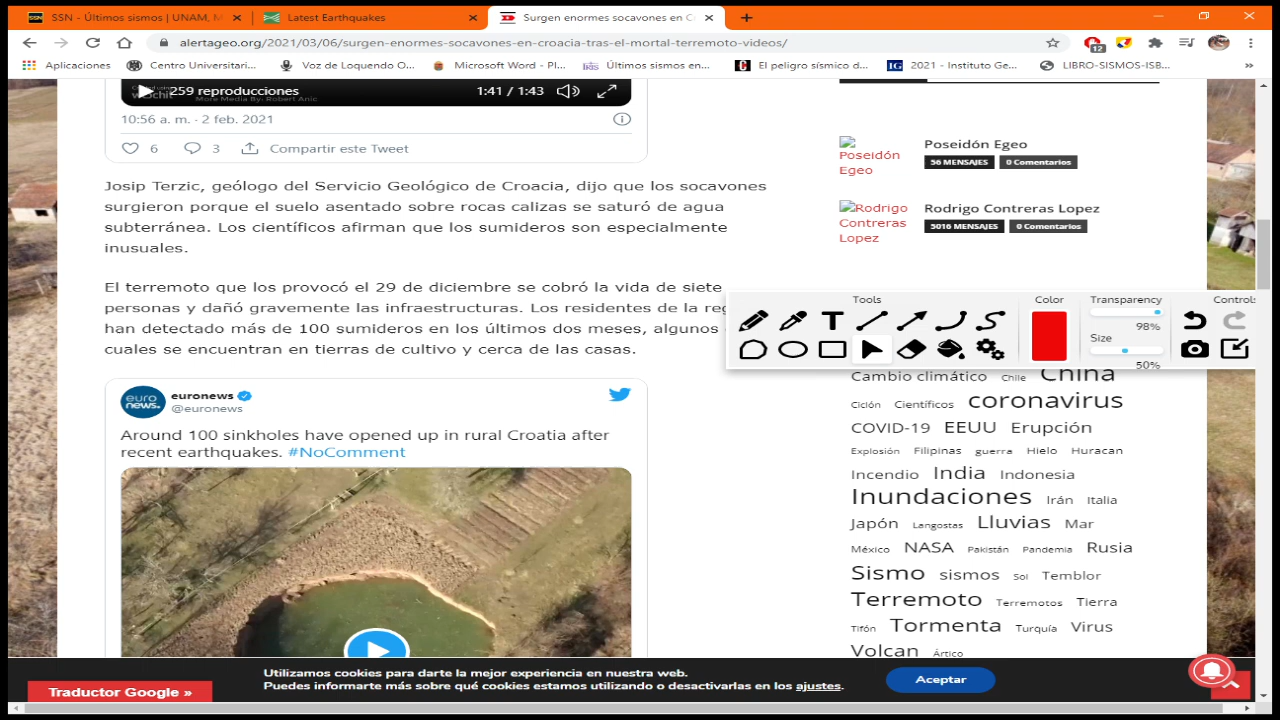 SSN - Últimos sismos | UNAM, M
Latest Earthquakes
Surgen enormes socavones en C
alertageo.org/2021/03/06/surgen-enormes-socavones-en-croacia-tras-el-mortal-terremoto-videos/
12
Aplicaciones
Centro Universitari...
Voz de Loquendo O...
Microsoft Word - Pl...
Últimos sismos en...
El peligro sísmico d...
IG
2021 - Instituto Ge...
LIBRO-SISMOS-ISB...
»
259 reproducciones
More Media By: Robert Anic
1:41 / 1:43
10:56 a. m. · 2 feb. 2021
6
3
Compartir este Tweet
Josip Terzic, geólogo del Servicio Geológico de Croacia, dijo que los socavones
surgieron porque el suelo asentado sobre rocas calizas se saturó de agua
subterránea. Los científicos afirman que los sumideros son especialmente
inusuales.
El terremoto que los provocó el 29 de diciembre se cobró la vida de siete
personas y dañó gravemente las infraestructuras. Los residentes de la reg
han detectado más de 100 sumideros en los últimos dos meses, algunos
cuales se encuentran en tierras de cultivo y cerca de las casas.
euro
news.
euronews
@euronews
Around 100 sinkholes have opened up in rural Croatia after
recent earthquakes. #NoComment
Poseidón
Egeo
Poseidón Egeo
56 MENSAJES
0 Comentarios
Rodrigo
Contreras
Lopez
Rodrigo Contreras Lopez
5016 MENSAJES
0 Comentarios
Tools
Color
Transparency
98%
Size
50%
Controls
T
Cambio climático Chile China
Ciclón Científicos coronavirus
COVID-19 EEUU Erupción
Explosión Filipinas guerra Hielo Huracan
Incendio India Indonesia
Inundaciones Irán Italia
Japón Langostas Lluvias Mar
México NASA Pakistán Pandemia Rusia
Sismo sismos Sol Temblor
Terremoto Terremotos Tierra
Tifón Tormenta Turquía Virus
Volcan Ártico
Utilizamos cookies para darte la mejor experiencia en nuestra web.
Puedes informarte más sobre qué cookies estamos utilizando o desactivarlas en los ajustes.
Aceptar
Traductor Google »